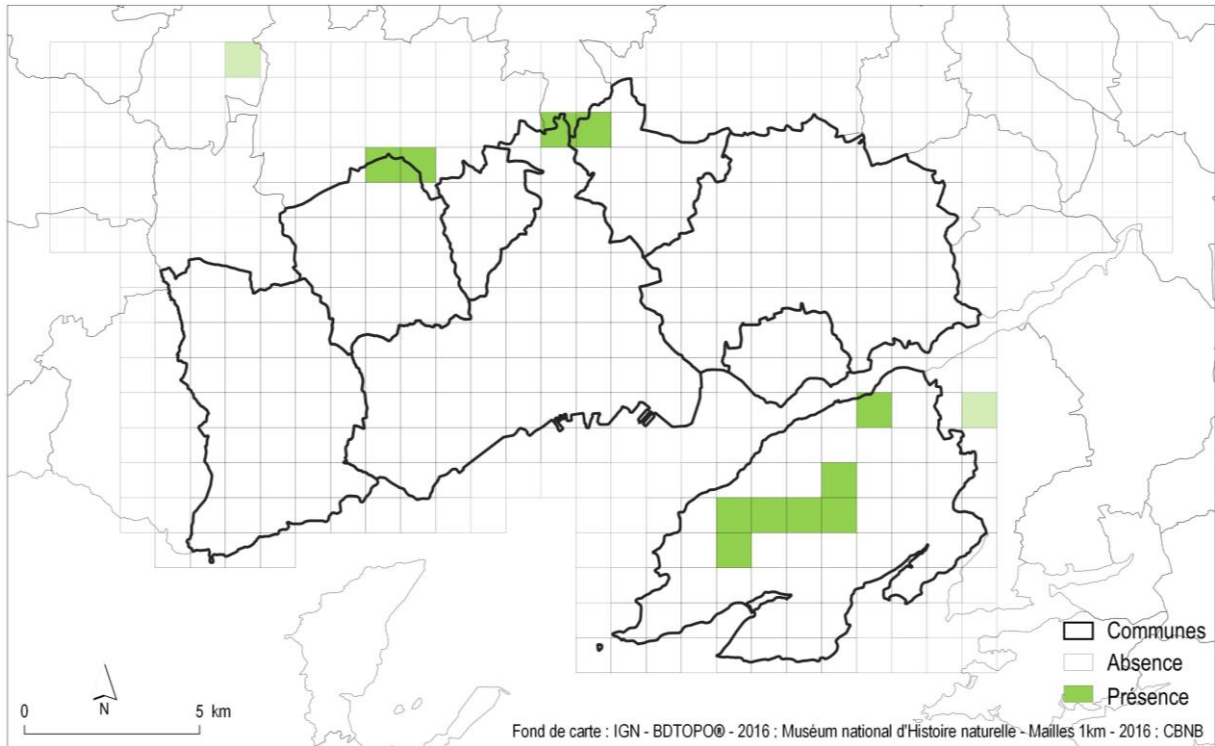 Communes
Absence
Présence
0 5 km
N
Fond de carte : IGN - BDTOPO® - 2016 ; Muséum national d'Histoire naturelle - Mailles 1km - 2016 ; CBNB